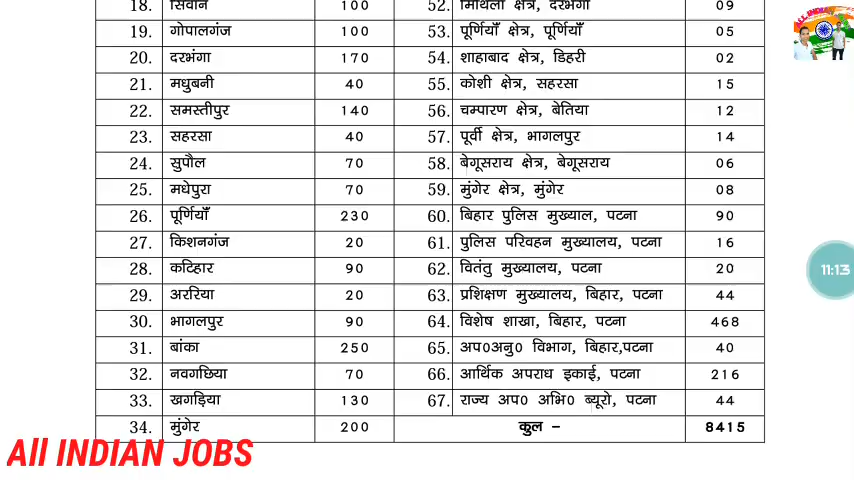 18. सिवान 100 52. मिथिला क्षेत्र, दरभंगा 09
19. गोपालगंज 100 53. पूर्णियाँ क्षेत्र, पूर्णियाँ 05
20. दरभंगा 170 54. शाहाबाद क्षेत्र, डिहरी 02
21. मधुबनी 40 55. कोशी क्षेत्र, सहरसा 15
22. समस्तीपुर 140 56. चम्पारण क्षेत्र, बेतिया 12
23. सहरसा 40 57. पूर्वी क्षेत्र, भागलपुर 14
24. सुपौल 70 58. बेगूसराय क्षेत्र, बेगूसराय 06
25. मधेपुरा 70 59. मुंगेर क्षेत्र, मुंगेर 08
26. पूर्णियाँ 230 60. बिहार पुलिस मुख्याल, पटना 90
27. किशनगंज 20 61. पुलिस परिवहन मुख्यालय, पटना 16
28. कटिहार 90 62. वितंतु मुख्यालय, पटना 20
29. अररिया 20 63. प्रशिक्षण मुख्यालय, बिहार, पटना 44
30. भागलपुर 90 64. विशेष शाखा, बिहार, पटना 468
31. बांका 250 65. अप0अनु0 विभाग, बिहार,पटना 40
32. नवगछिया 70 66. आर्थिक अपराध इकाई, पटना 216
33. खगड़िया 130 67. राज्य अप0 अभि0 ब्यूरो, पटना 44
34. मुंगेर 200 कुल – 8415
11:13
All INDIAN JOBS